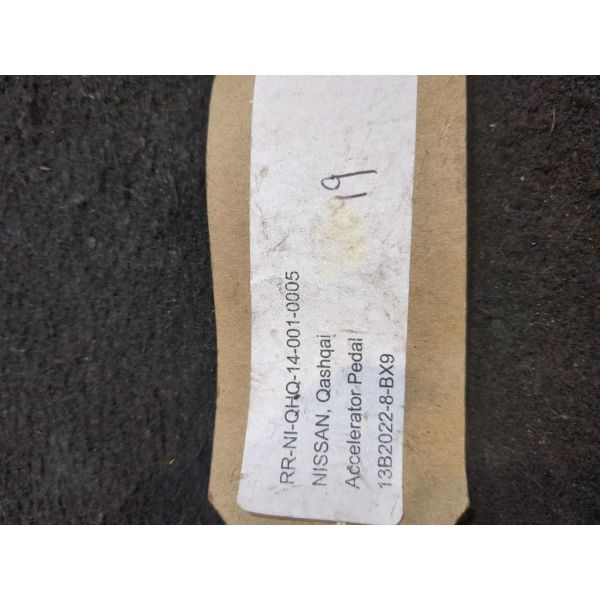 RR-NI-QHQ-14-001-0005
NISSAN, Qashqai
Accelerator Pedal
13B2022-8-BX9
19